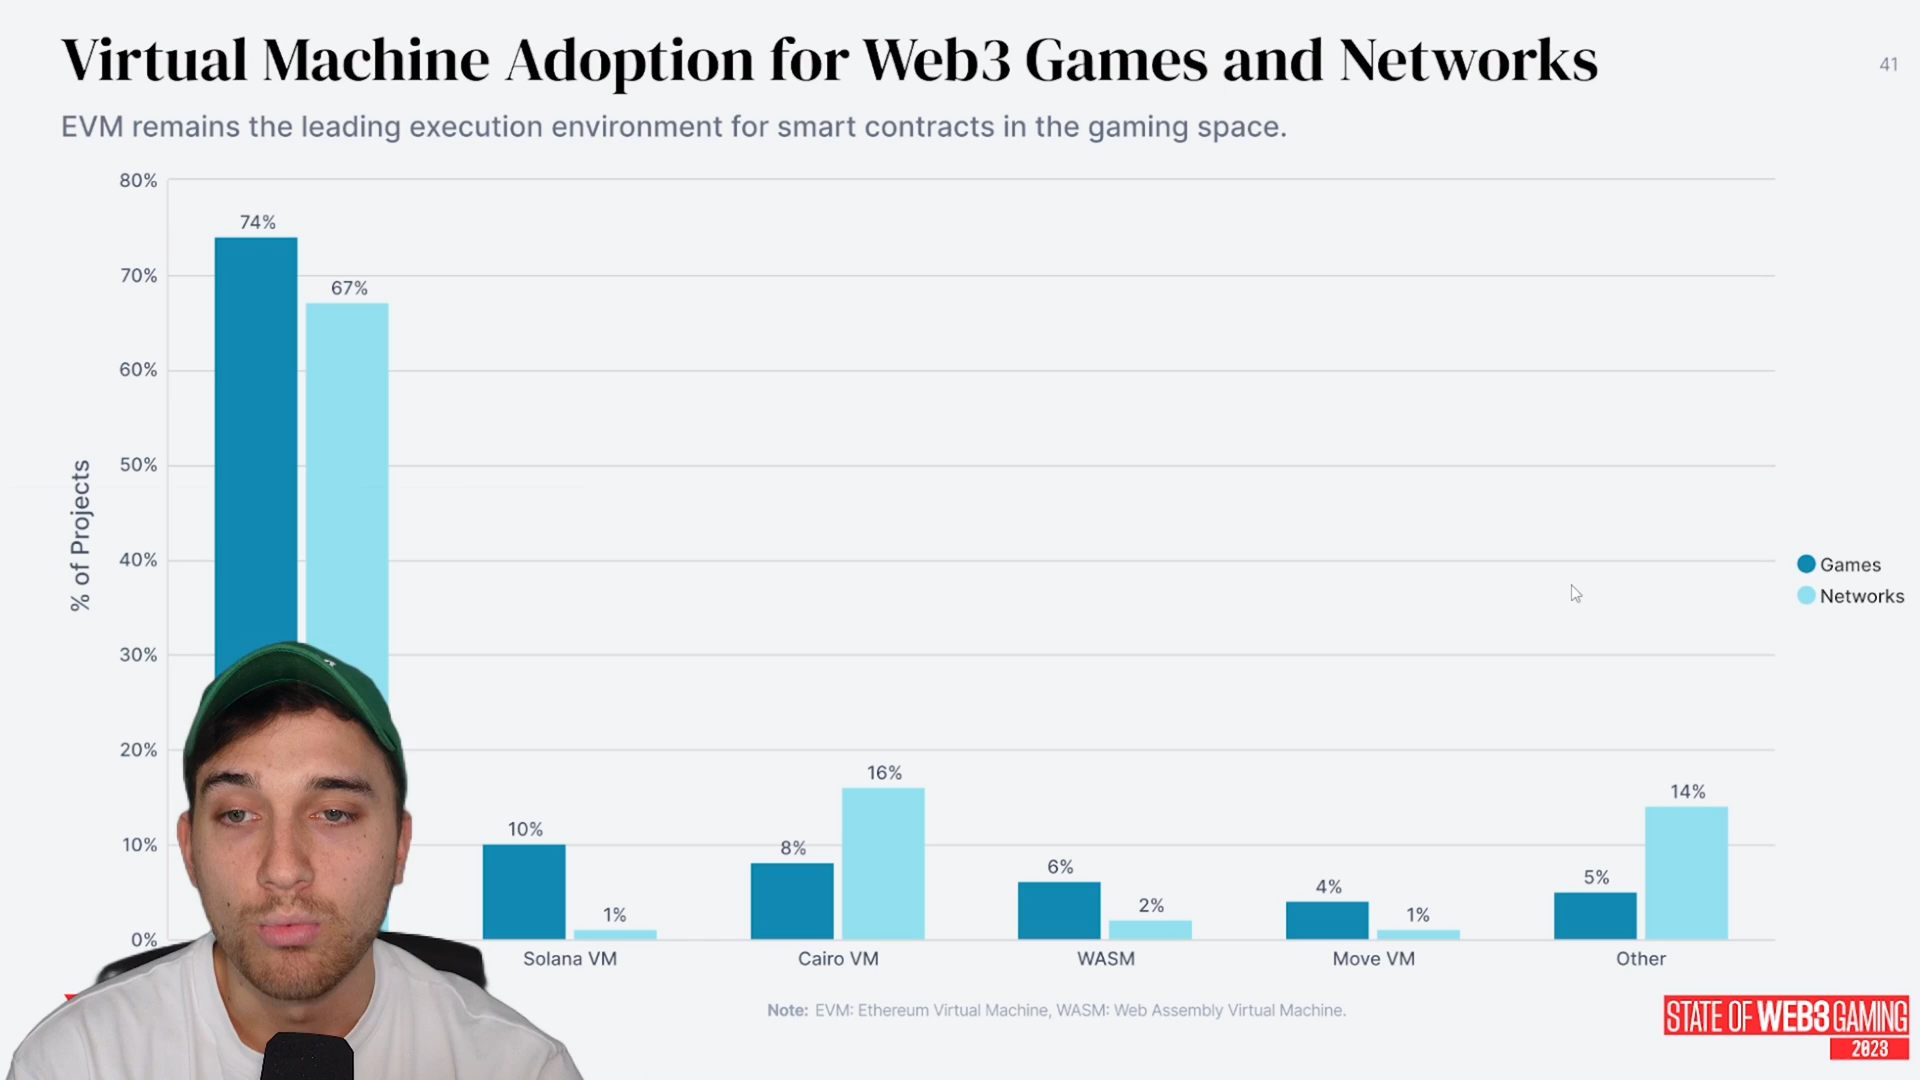 Virtual Machine Adoption for Web3 Games and Networks
41
EVM remains the leading execution environment for smart contracts in the gaming space.
80%
70%
60%
50%
40%
30%
20%
10%
0%
% of Projects
74%
67%
10%
1%
8%
16%
6%
2%
4%
1%
5%
14%
Solana VM
Cairo VM
WASM
Move VM
Other
Games
Networks
Note: EVM: Ethereum Virtual Machine, WASM: Web Assembly Virtual Machine.
STATE OF WEB3 GAMING
2023